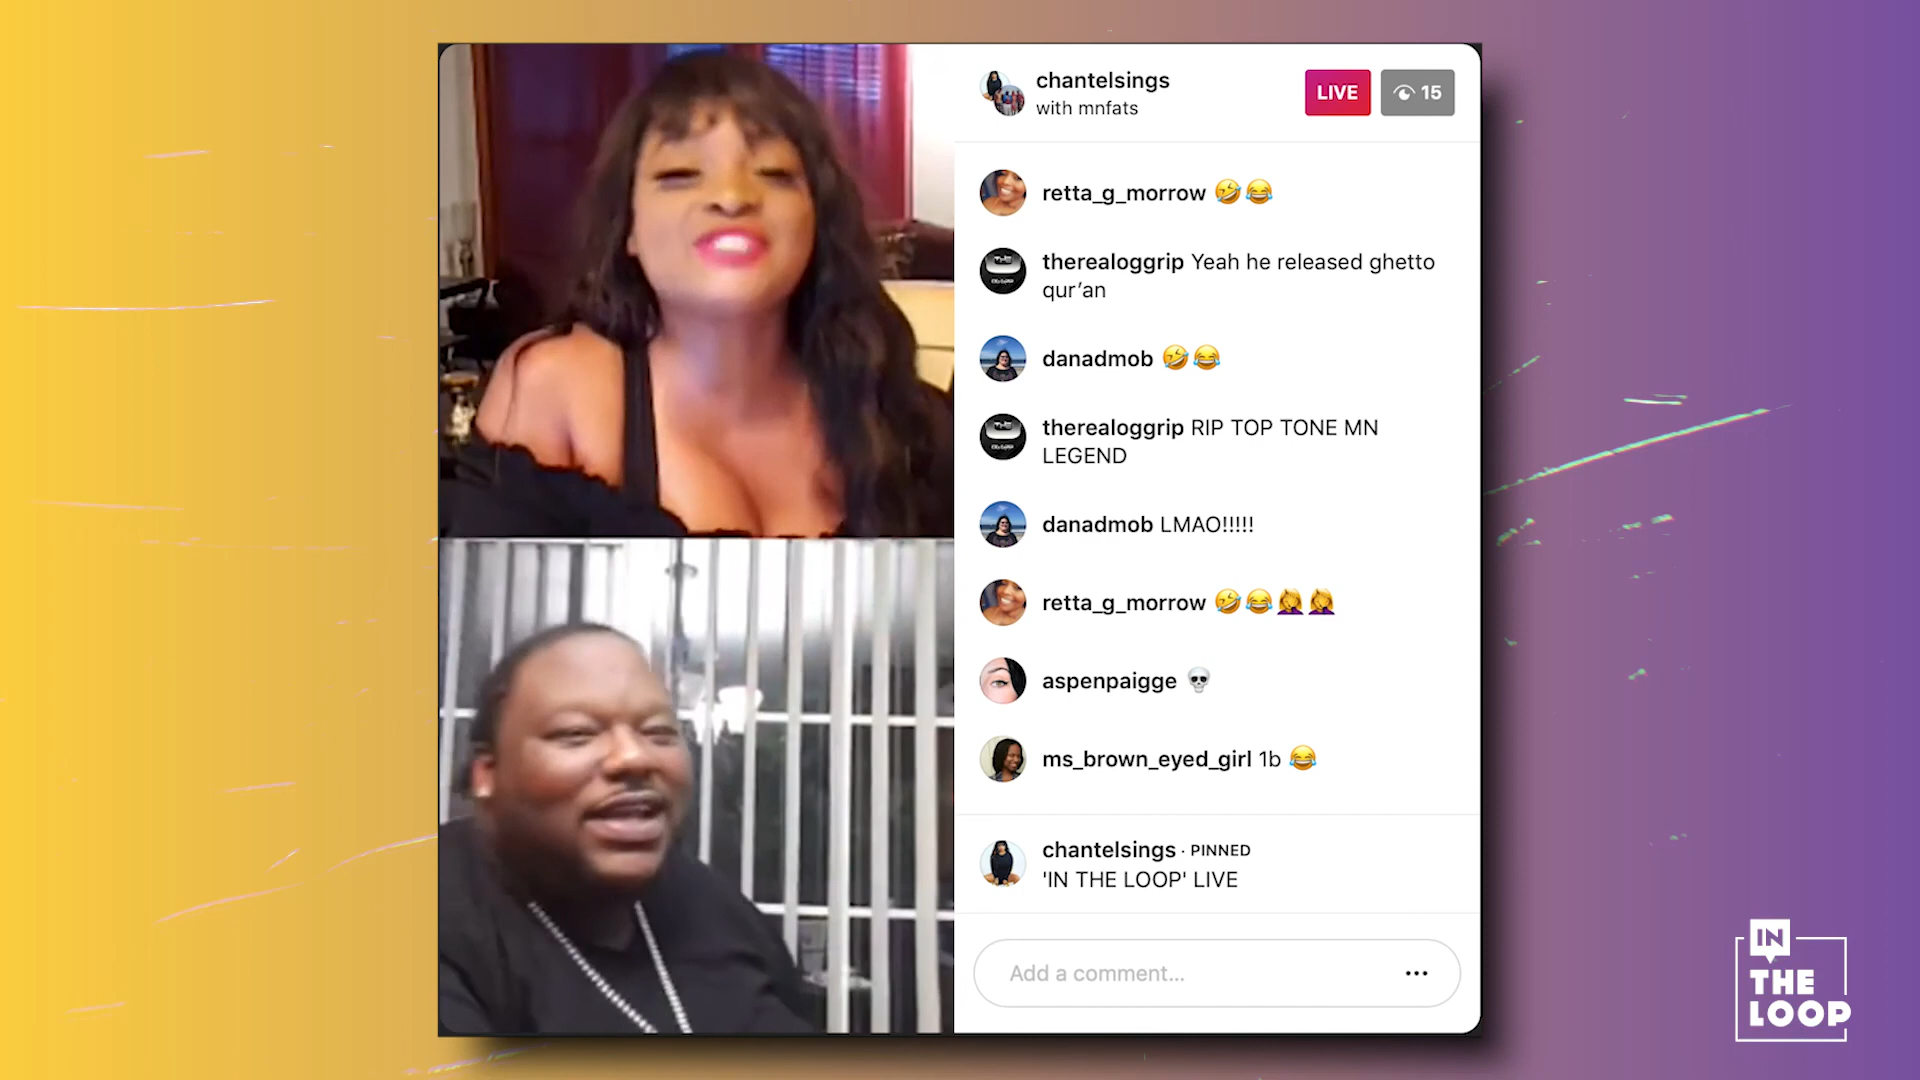 chantelsings
with mnfats
LIVE
15
retta_g_morrow 🤣😂
therealoggrip Yeah he released ghetto
qur’an
danadmob 🤣😂
therealoggrip RIP TOP TONE MN
LEGEND
danadmob LMAO!!!!!
retta_g_morrow 🤣😂🤦‍♀️🤦‍♀️
aspenpaigge 💀
ms_brown_eyed_girl 1b 😂
chantelsings · PINNED
'IN THE LOOP' LIVE
Add a comment...
IN
THE
LOOP